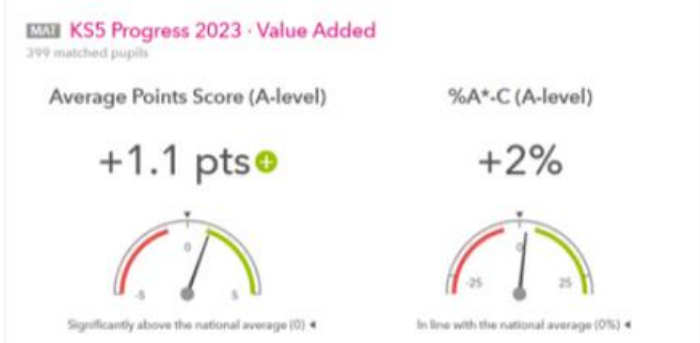 MAT KS5 Progress 2023 · Value Added
399 matched pupils
Average Points Score (A-level)
%A*-C (A-level)
+1.1 pts
+2%
0
-5
5
0
-25
25
Significantly above the national average (0)
In line with the national average (0%)